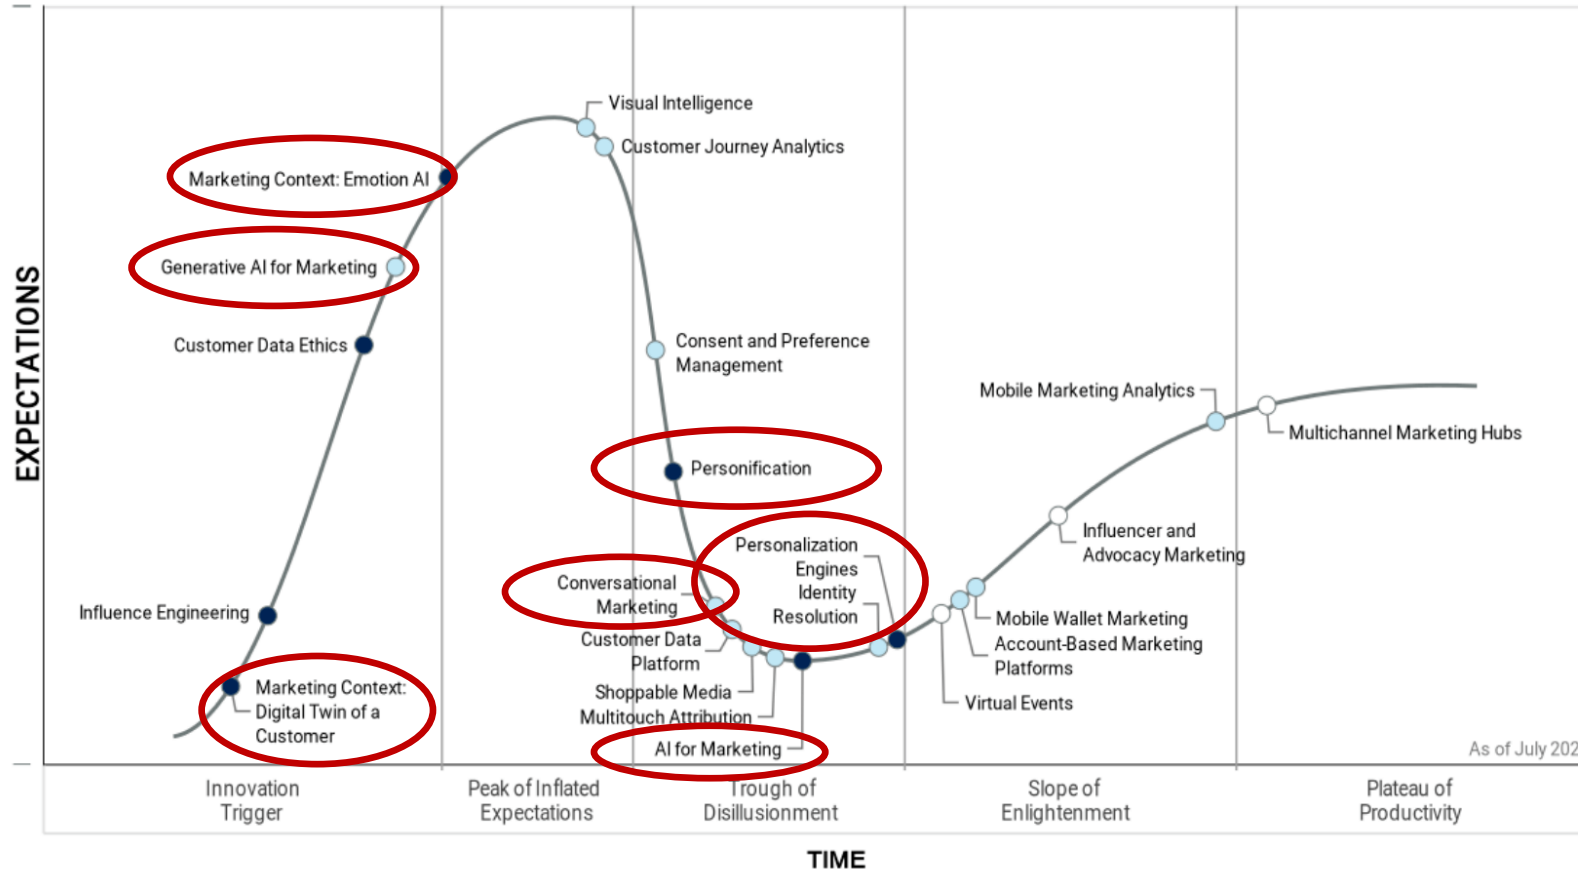 Visual Intelligence
Customer Journey Analytics
Marketing Context: Emotion AI
Generative AI for Marketing
Customer Data Ethics
Consent and Preference
Management
Mobile Marketing Analytics
Multichannel Marketing Hubs
Personification
Influencer and
Advocacy Marketing
Personalization
Engines
Identity
Resolution
Conversational
Marketing
Influence Engineering
Customer Data
Platform
Mobile Wallet Marketing
Account-Based Marketing
Platforms
Shoppable Media
Multitouch Attribution
Virtual Events
Marketing Context:
Digital Twin of a
Customer
AI for Marketing
As of July 202
EXPECTATIONS
Innovation
Trigger
Peak of Inflated
Expectations
Trough of
Disillusionment
Slope of
Enlightenment
Plateau of
Productivity
TIME